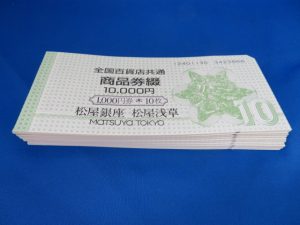 全国百貨店共通
商品券綴
10,000円
1,000円券＊10枚
松屋銀座 松屋浅草
MATSUYA TOKYO
10